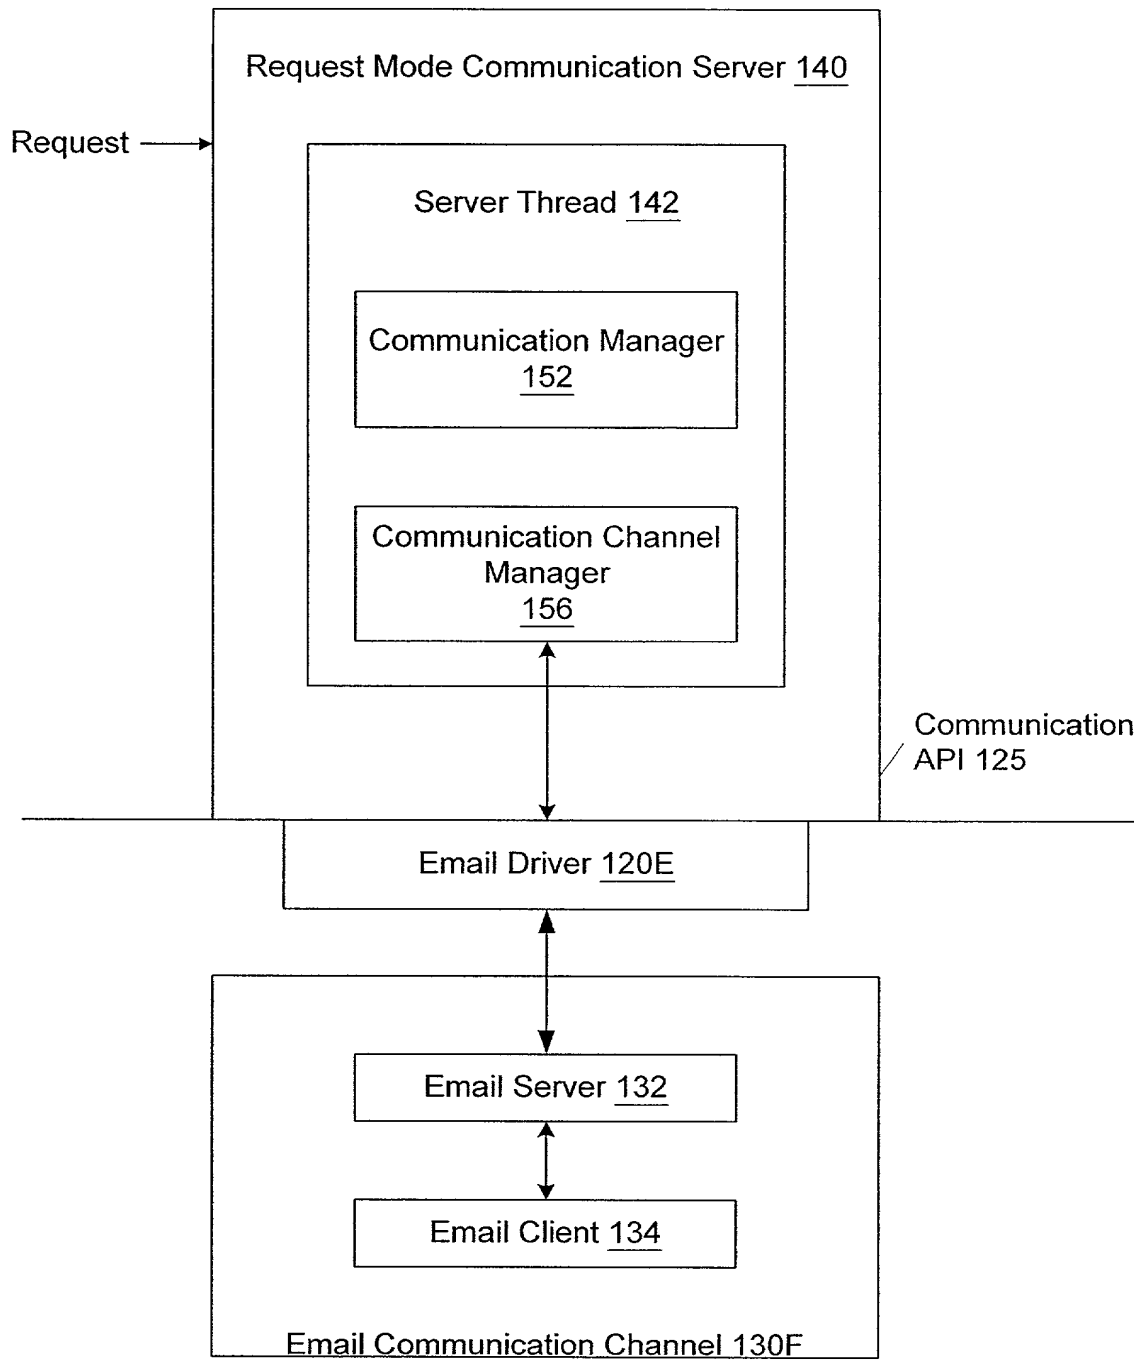 Request Mode Communication Server 140
Request
Server Thread 142
Communication Manager
152
Communication Channel
Manager
156
Communication
API 125
Email Driver 120E
Email Server 132
Email Client 134
Email Communication Channel 130F